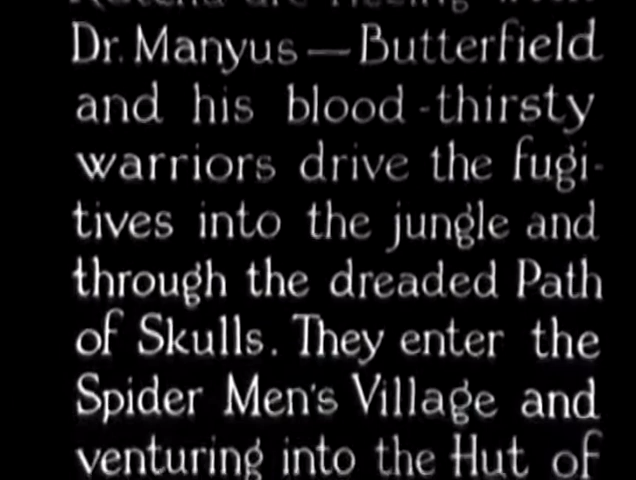 Dr. Manyus — Butterfield
and his blood-thirsty
warriors drive the fugi-
tives into the jungle and
through the dreaded Path
of Skulls. They enter the
Spider Men's Village and
venturing into the Hut of